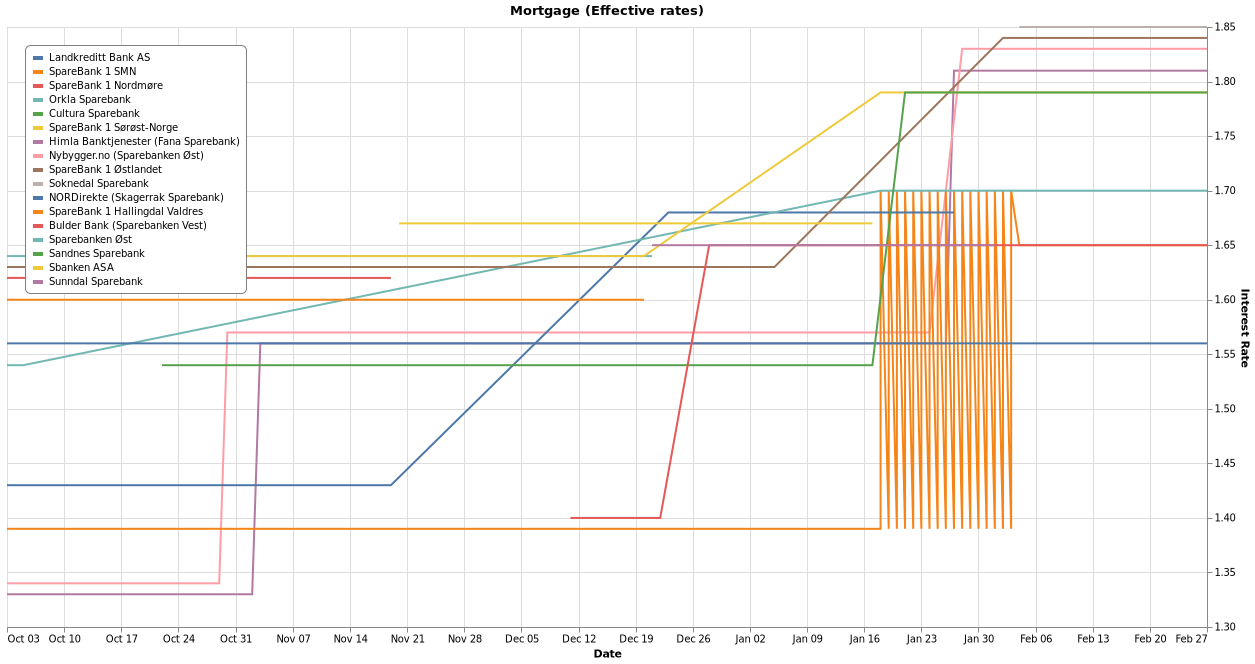 Mortgage (Effective rates)
Landkreditt Bank AS
SpareBank 1 SMN
SpareBank 1 Nordmøre
Orkla Sparebank
Cultura Sparebank
SpareBank 1 Sørøst-Norge
Himla Banktjenester (Fana Sparebank)
Nybygger.no (Sparebanken Øst)
SpareBank 1 Østlandet
Soknedal Sparebank
NORDirekte (Skagerrak Sparebank)
SpareBank 1 Hallingdal Valdres
Bulder Bank (Sparebanken Vest)
Sparebanken Øst
Sandnes Sparebank
Sbanken ASA
Sunndal Sparebank
1.85
1.80
1.75
1.70
1.65
1.60
1.55
1.50
1.45
1.40
1.35
1.30
Interest Rate
Oct 03 Oct 10 Oct 17 Oct 24 Oct 31 Nov 07 Nov 14 Nov 21 Nov 28 Dec 05 Dec 12 Dec 19 Dec 26 Jan 02 Jan 09 Jan 16 Jan 23 Jan 30 Feb 06 Feb 13 Feb 20 Feb 27
Date